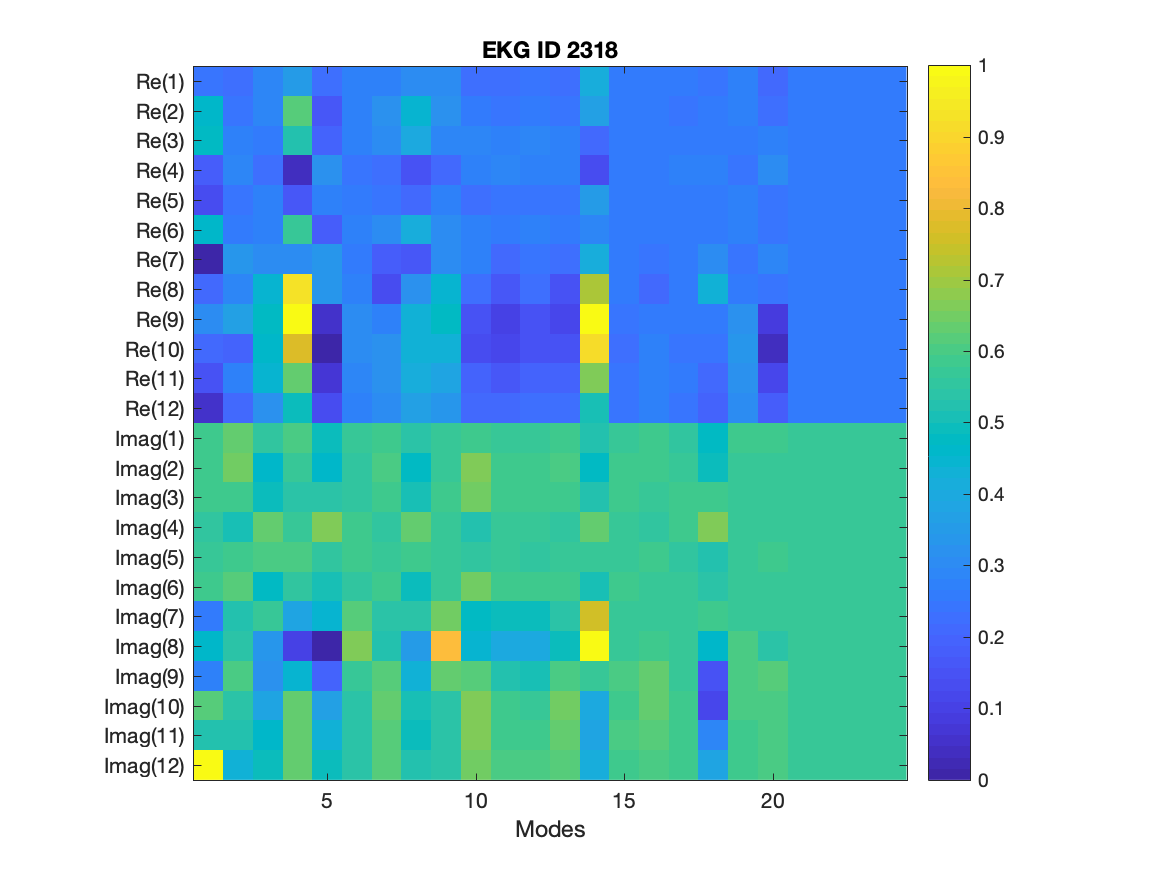 EKG ID 2318
Re(1)
Re(2)
Re(3)
Re(4)
Re(5)
Re(6)
Re(7)
Re(8)
Re(9)
Re(10)
Re(11)
Re(12)
Imag(1)
Imag(2)
Imag(3)
Imag(4)
Imag(5)
Imag(6)
Imag(7)
Imag(8)
Imag(9)
Imag(10)
Imag(11)
Imag(12)
5 10 15 20
Modes
1
0.9
0.8
0.7
0.6
0.5
0.4
0.3
0.2
0.1
0